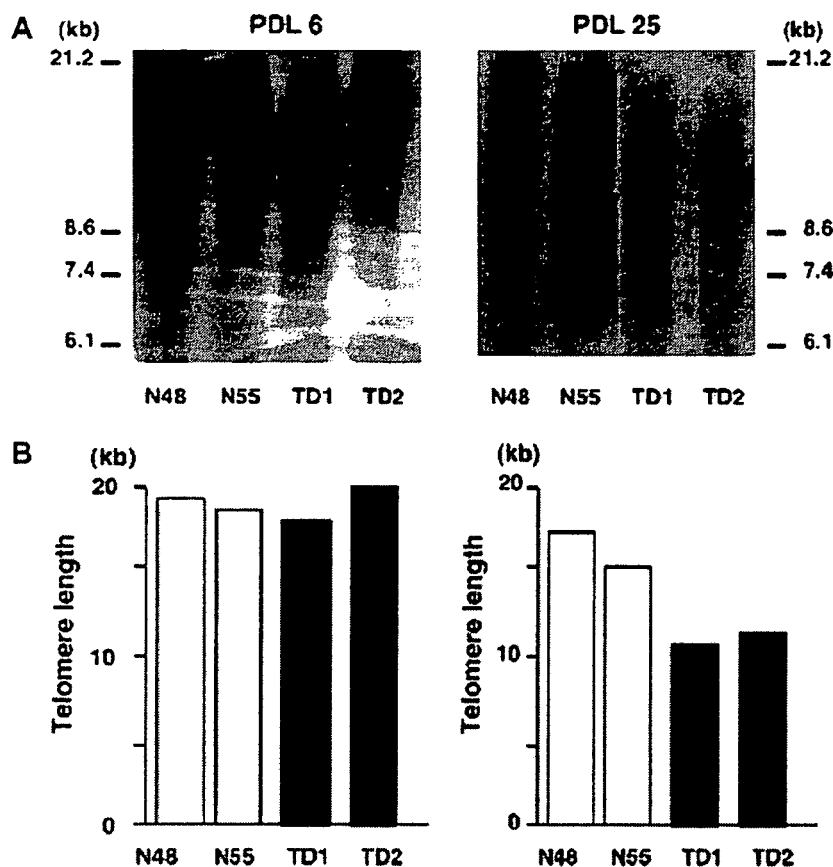 A (kb) PDL 6 PDL 25 (kb)
21.2 21.2
8.6 8.6
7.4 7.4
6.1 6.1
N48 N55 TD1 TD2 N48 N55 TD1 TD2
B (kb) (kb)
20 20
Telomere length Telomere length
10 10
0 0
N48 N55 TD1 TD2 N48 N55 TD1 TD2